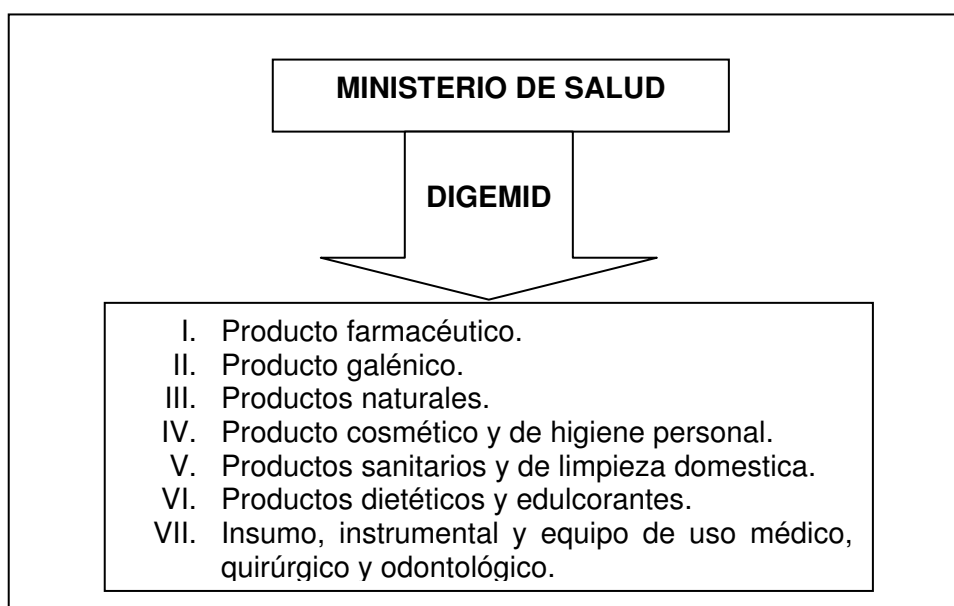 MINISTERIO DE SALUD
DIGEMID
I. Producto farmacéutico.
II. Producto galénico.
III. Productos naturales.
IV. Producto cosmético y de higiene personal.
V. Productos sanitarios y de limpieza domestica.
VI. Productos dietéticos y edulcorantes.
VII. Insumo, instrumental y equipo de uso médico,
quirúrgico y odontológico.